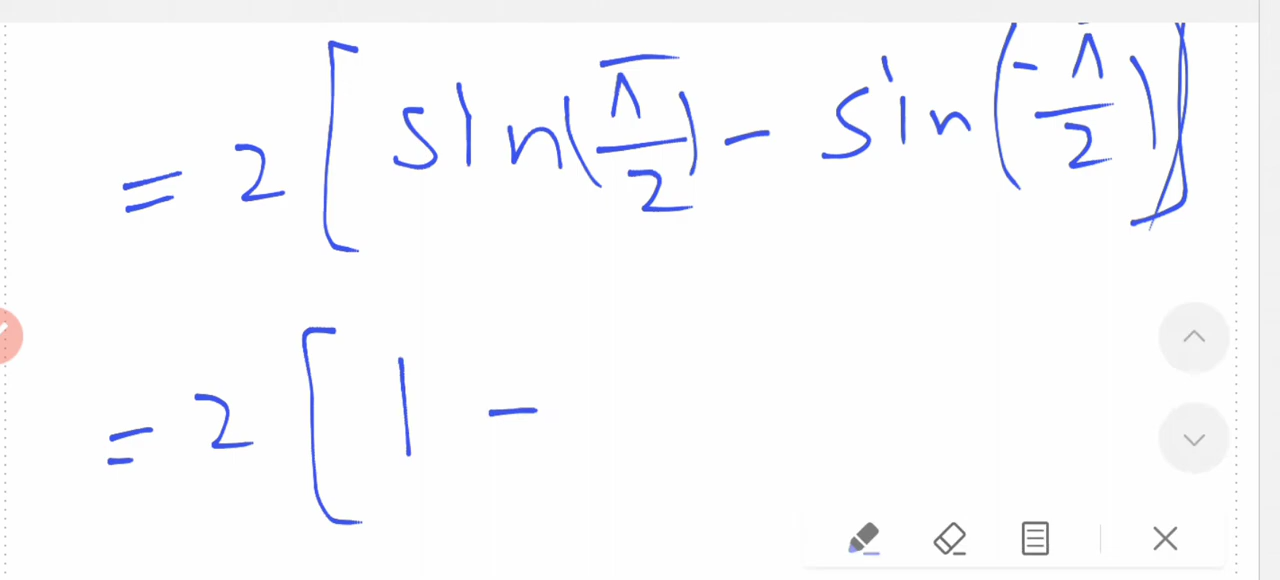 = 2 [ sin(π/2) - sin(-π/2) ]
= 2 [ 1 -